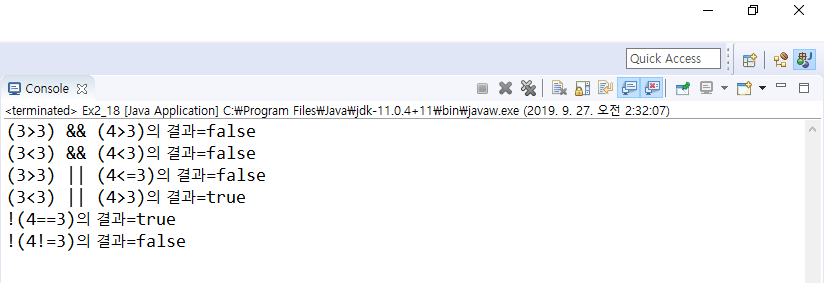 Quick Access
Console
<terminated> Ex2_18 [Java Application] C:₩Program Files₩Java₩jdk-11.0.4+11₩bin₩javaw.exe (2019. 9. 27. 오전 2:32:07)
(3>3) && (4>3)의 결과=false
(3<3) && (4<3)의 결과=false
(3>3) || (4<=3)의 결과=false
(3<3) || (4>3)의 결과=true
!(4==3)의 결과=true
!(4!=3)의 결과=false